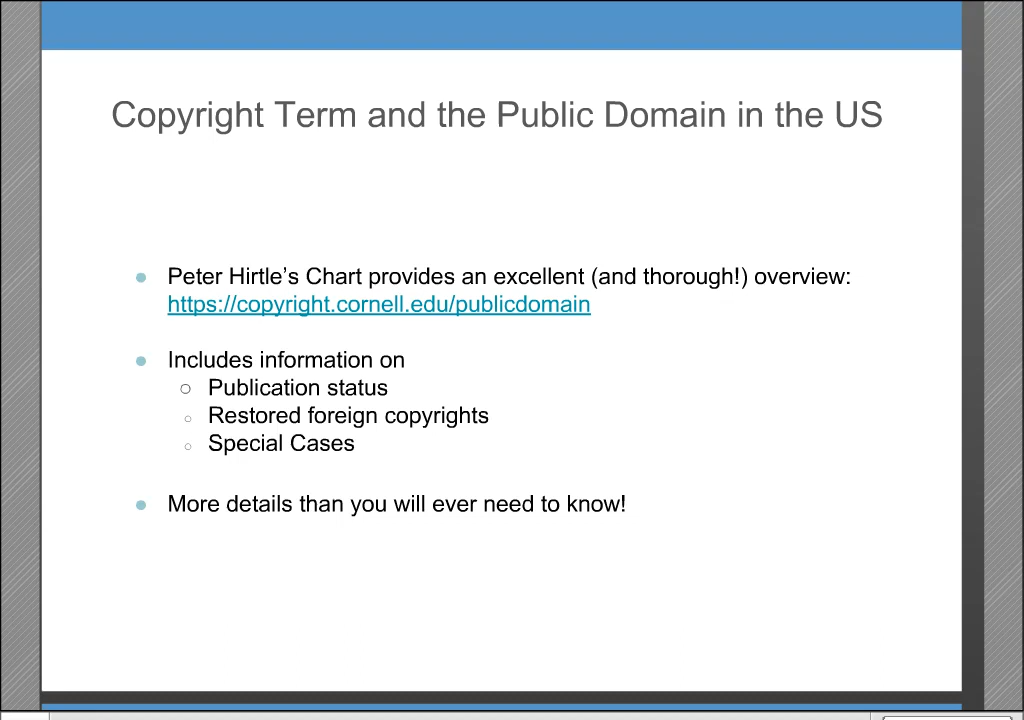 Copyright Term and the Public Domain in the US
● Peter Hirtle’s Chart provides an excellent (and thorough!) overview:
https://copyright.cornell.edu/publicdomain
● Includes information on
○ Publication status
○ Restored foreign copyrights
○ Special Cases
● More details than you will ever need to know!